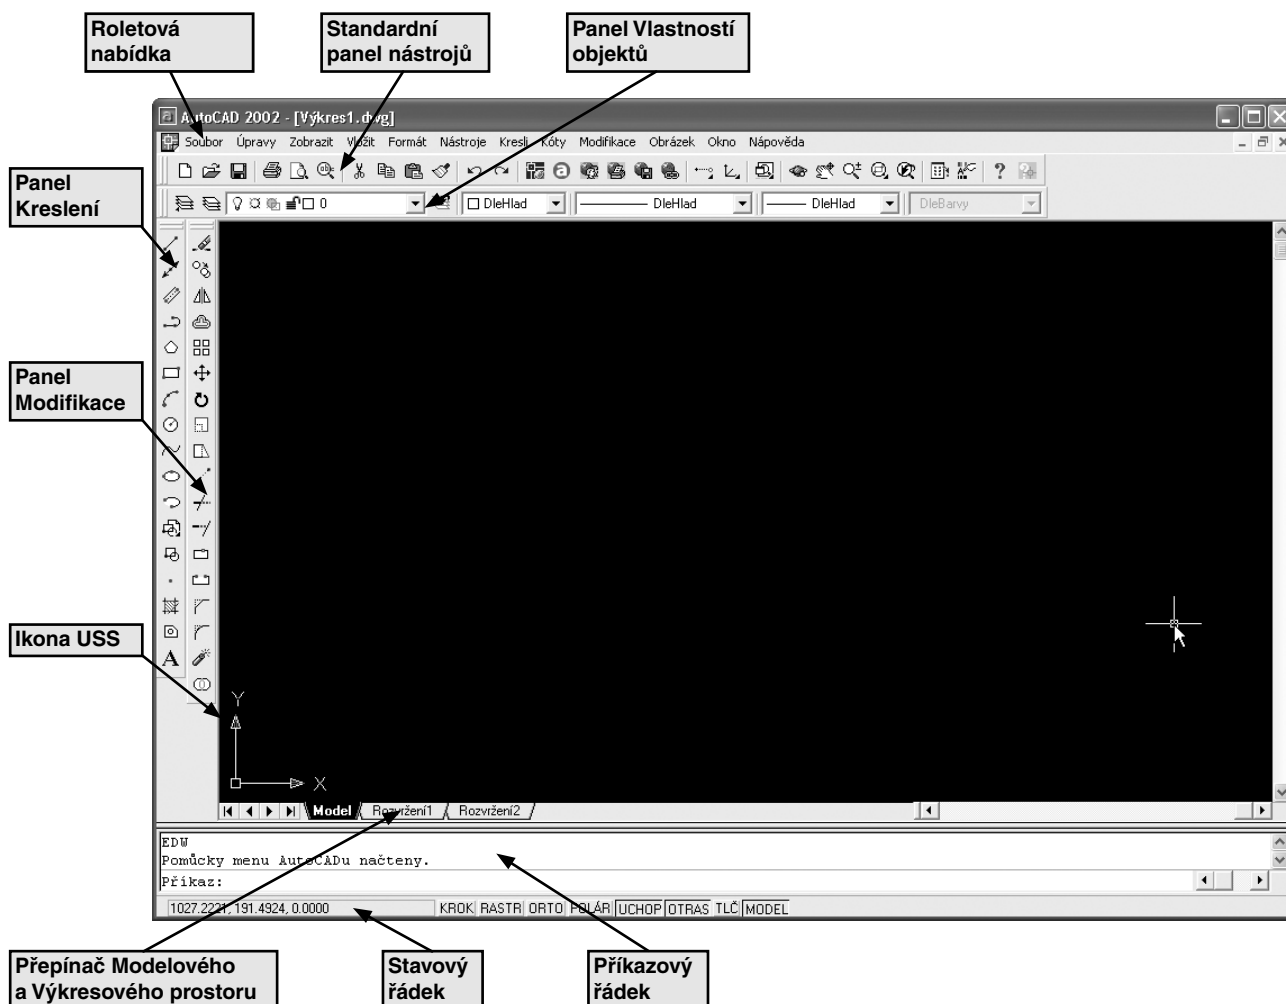 Roletová
nabídka
Standardní
panel nástrojů
Panel Vlastností
objektů
AutoCAD 2002 - [Výkres1.dwg]
Soubor Úpravy Zobrazit Vložit Formát Nástroje Kresli Kóty Modifikace Obrázek Okno Nápověda
Panel
Kreslení
0 DleHlad DleHlad DleHlad DleBarvy
Panel
Modifikace
Ikona USS
Y
X
Model Rozvržení1 Rozvržení2
EDW
Pomůcky menu AutoCADu načteny.
Příkaz:
1027.2221, 191.4924, 0.0000 KROK RASTR ORTO POLÁR UCHOP OTRAS TLČ MODEL
Přepínač Modelového
a Výkresového prostoru
Stavový
řádek
Příkazový
řádek